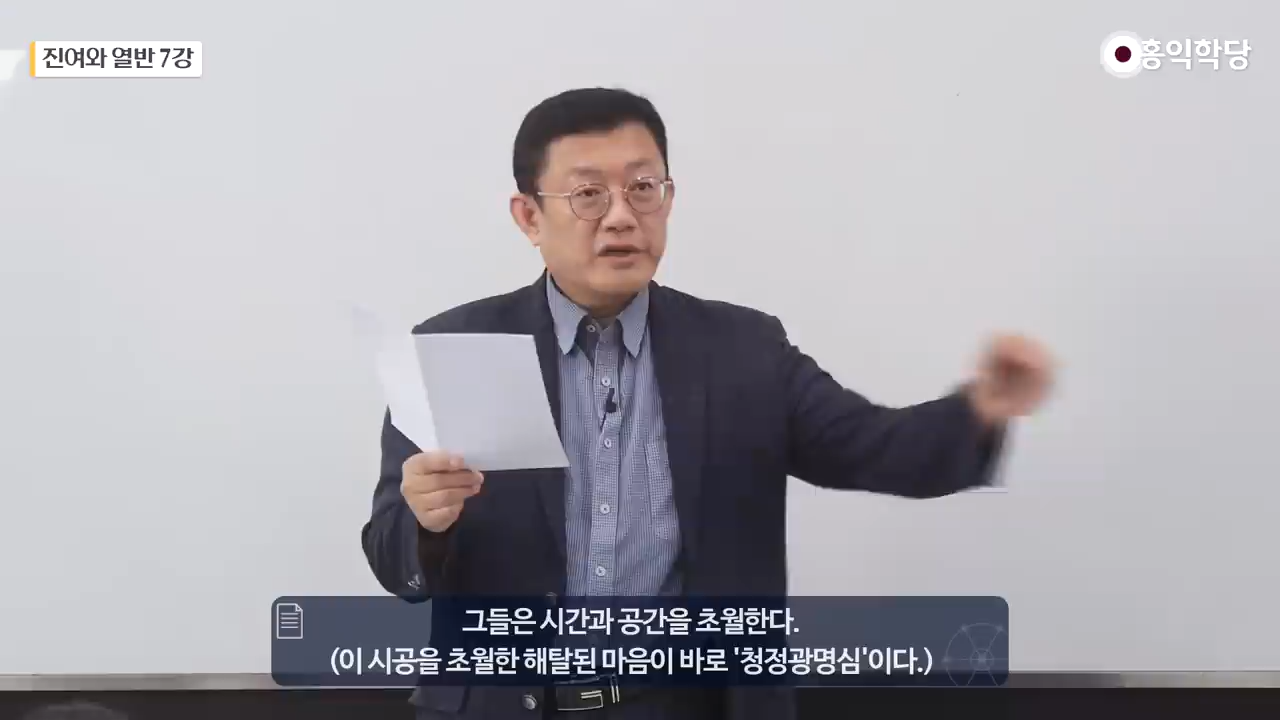 진여와 열반 7강
홍익학당
그들은 시간과 공간을 초월한다.
(이 시공을 초월한 해탈된 마음이 바로 '청정광명심'이다.)